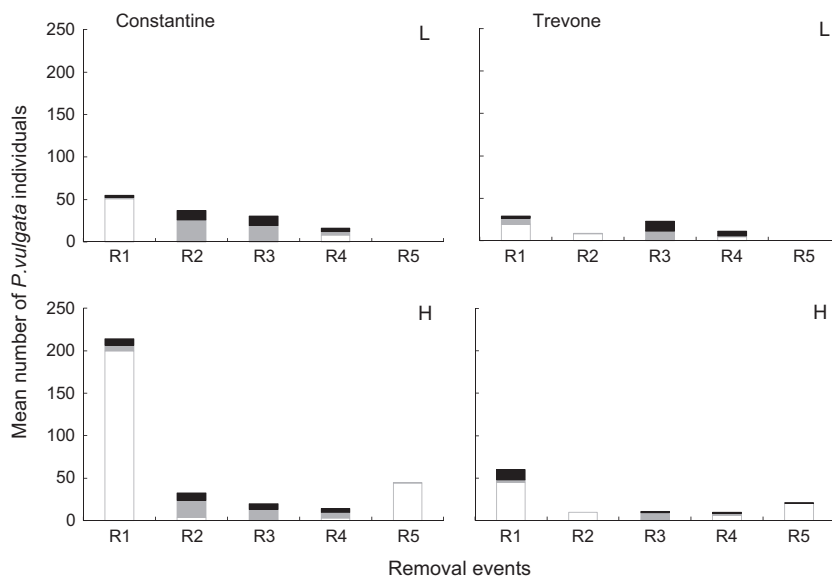 Constantine
L
Trevone
L
250
200
150
100
50
0
R1 R2 R3 R4 R5
R1 R2 R3 R4 R5
H
H
250
200
150
100
50
0
R1 R2 R3 R4 R5
R1 R2 R3 R4 R5
Mean number of P.vulgata individuals
Removal events